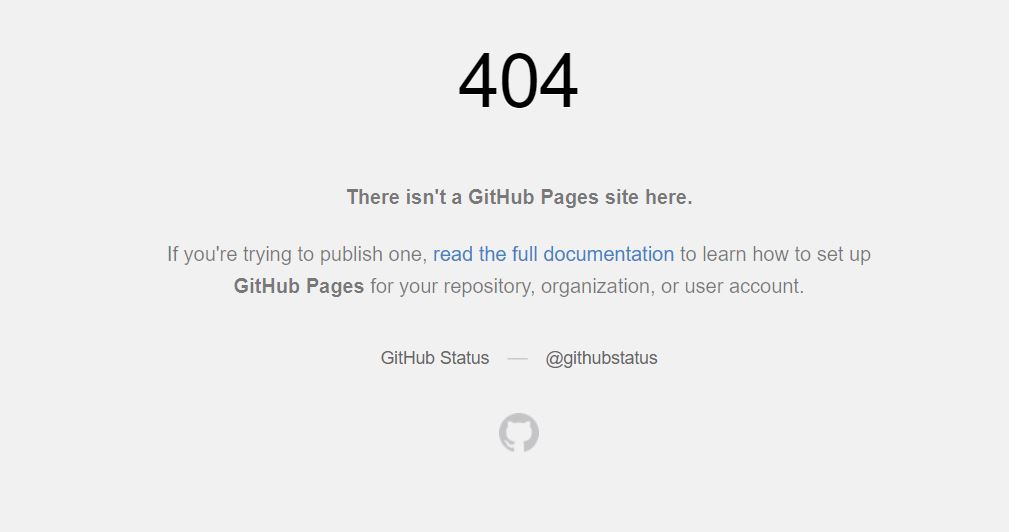 404
There isn't a GitHub Pages site here.
If you're trying to publish one, read the full documentation to learn how to set up
GitHub Pages for your repository, organization, or user account.
GitHub Status — @githubstatus